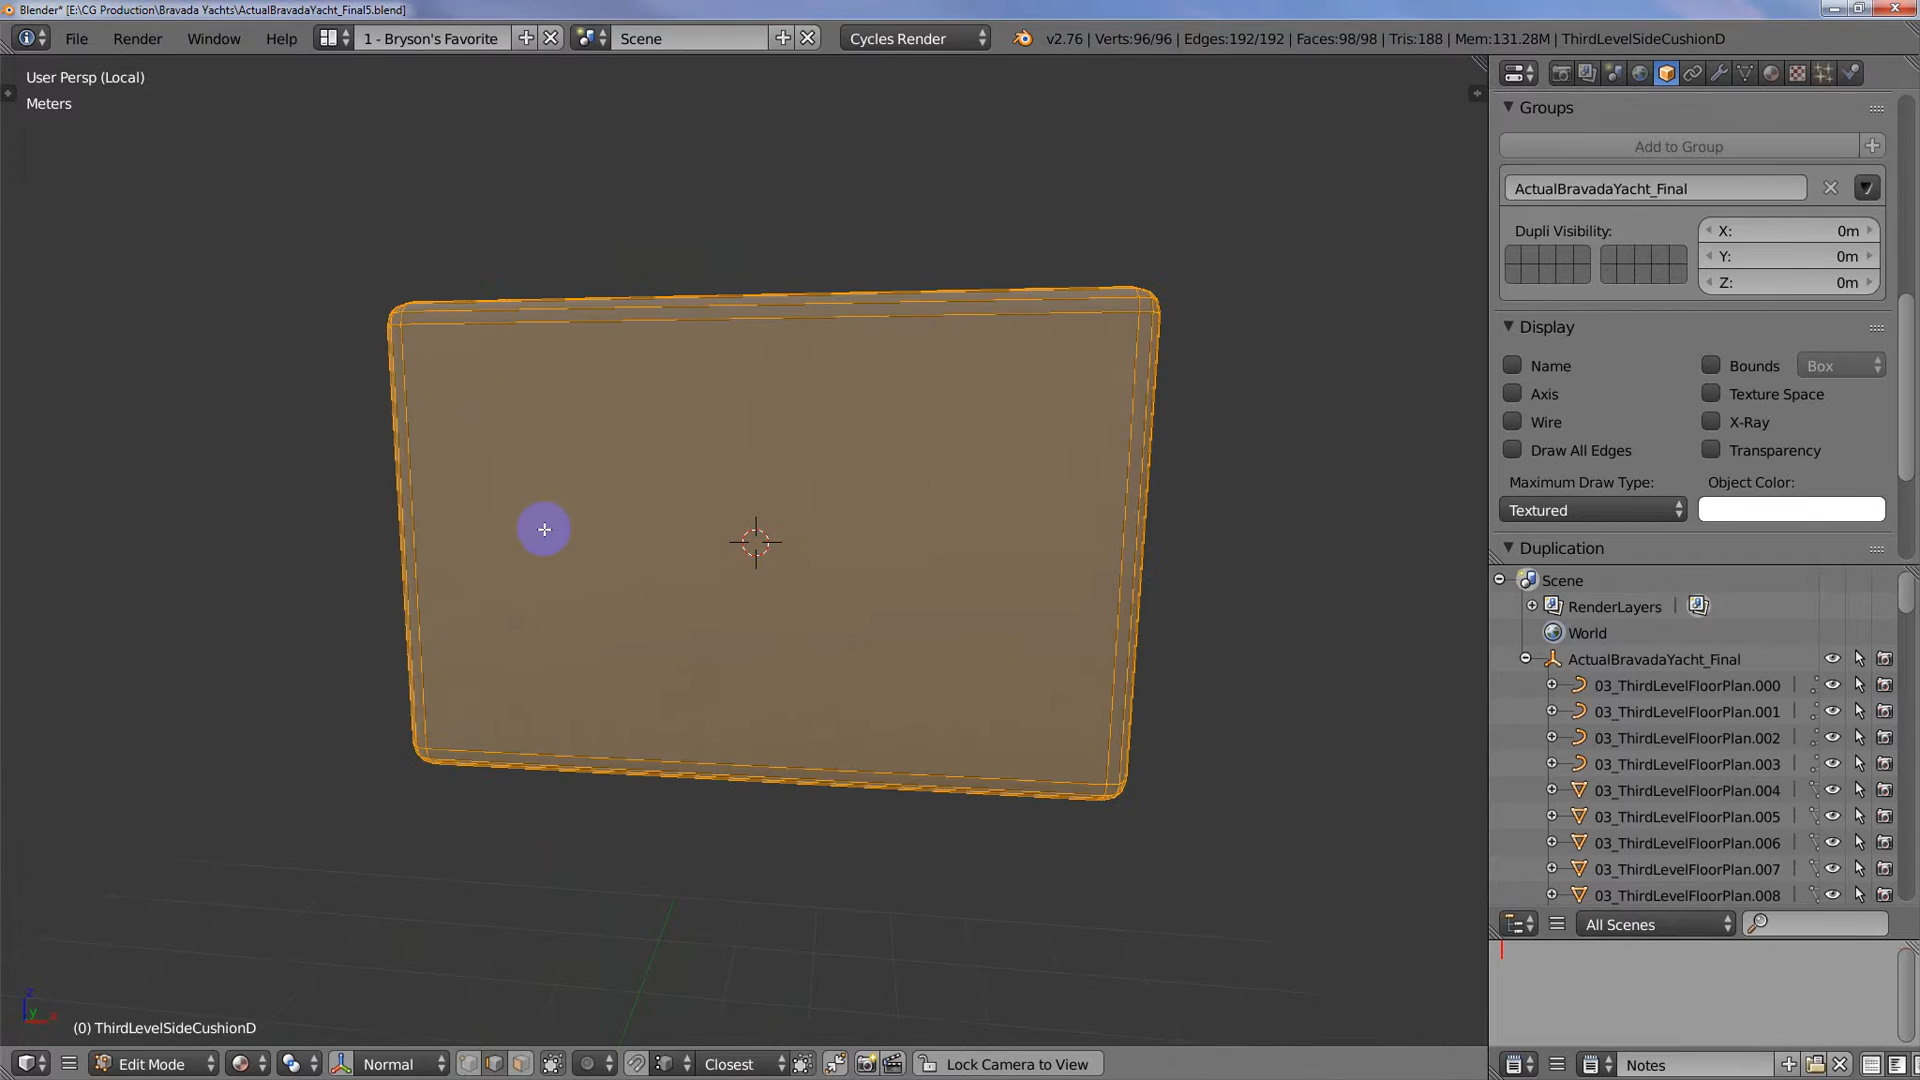 Blender* [E:\CG Production\Bravada Yachts\ActualBravadaYacht_Final5.blend]
File Render Window Help 1 - Bryson's Favorite Scene Cycles Render v2.76 | Verts:96/96 | Edges:192/192 | Faces:98/98 | Tris:188 | Mem:131.28M | ThirdLevelSideCushionD
User Persp (Local)
Meters
Groups
Add to Group
ActualBravadaYacht_Final
Dupli Visibility:
X: 0m
Y: 0m
Z: 0m
Display
Name Bounds Box
Axis Texture Space
Wire X-Ray
Draw All Edges Transparency
Maximum Draw Type: Object Color:
Textured
Duplication
Scene
RenderLayers
World
ActualBravadaYacht_Final
03_ThirdLevelFloorPlan.000
03_ThirdLevelFloorPlan.001
03_ThirdLevelFloorPlan.002
03_ThirdLevelFloorPlan.003
03_ThirdLevelFloorPlan.004
03_ThirdLevelFloorPlan.005
03_ThirdLevelFloorPlan.006
03_ThirdLevelFloorPlan.007
03_ThirdLevelFloorPlan.008
All Scenes
z
y x
(0) ThirdLevelSideCushionD
Edit Mode Normal Closest Lock Camera to View Notes